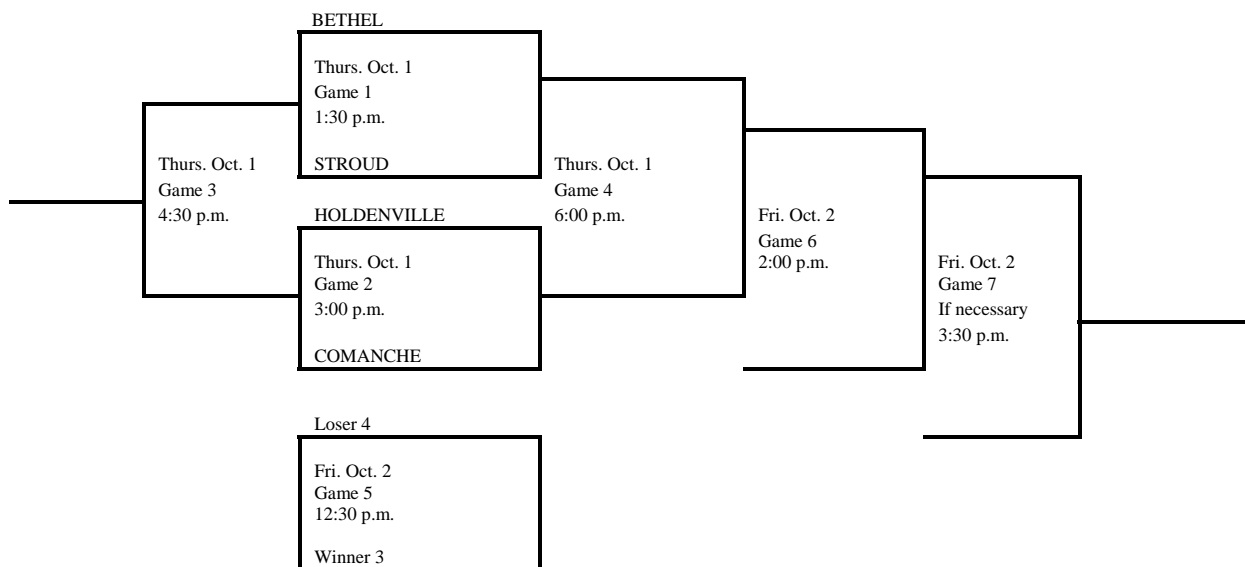 BETHEL
Thurs. Oct. 1
Game 1
1:30 p.m.
STROUD
Thurs. Oct. 1
Game 3
4:30 p.m.
Thurs. Oct. 1
Game 4
6:00 p.m.
HOLDENVILLE
Thurs. Oct. 1
Game 2
3:00 p.m.
COMANCHE
Fri. Oct. 2
Game 6
2:00 p.m.
Fri. Oct. 2
Game 7
If necessary
3:30 p.m.
Loser 4
Fri. Oct. 2
Game 5
12:30 p.m.
Winner 3